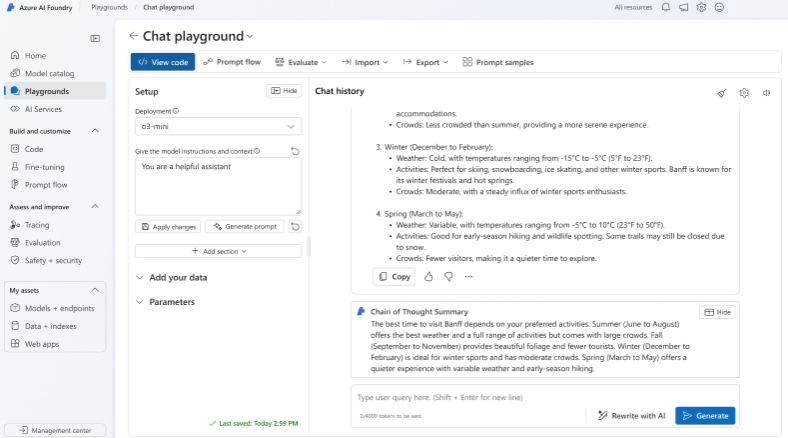 Azure AI Foundry
Playgrounds / Chat playground
All resources
Home
Model catalog
Playgrounds
AI Services
Build and customize
Code
Fine-tuning
Prompt flow
Assess and improve
Tracing
Evaluation
Safety + security
My assets
Models + endpoints
Data + indexes
Web apps
Management center
Chat playground
View code
Prompt flow
Evaluate
Import
Export
Prompt samples
Setup
Hide
Deployment
o3-mini
Give the model instructions and context
You are a helpful assistant
Apply changes
Generate prompt
Add section
Add your data
Parameters
Last saved: Today 2:59 PM
Chat history
accommodations.
• Crowds: Less crowded than summer, providing a more serene experience.
3. Winter (December to February):
• Weather: Cold, with temperatures ranging from -15°C to -5°C (5°F to 23°F).
• Activities: Perfect for skiing, snowboarding, ice skating, and other winter sports. Banff is known for
its winter festivals and hot springs.
• Crowds: Moderate, with a steady influx of winter sports enthusiasts.
4. Spring (March to May):
• Weather: Variable, with temperatures ranging from -5°C to 10°C (23°F to 50°F).
• Activities: Good for early-season hiking and wildlife spotting. Some trails may still be closed due
to snow.
• Crowds: Fewer visitors, making it a quieter time to explore.
Copy
Chain of Thought Summary
Hide
The best time to visit Banff depends on your preferred activities. Summer (June to August)
offers the best weather and a full range of activities but comes with large crowds. Fall
(September to November) provides beautiful foliage and fewer tourists. Winter (December to
February) is ideal for winter sports and has moderate crowds. Spring (March to May) offers a
quieter experience with variable weather and early-season hiking.
Type user query here. (Shift + Enter for new line)
0/4000 tokens to be sent
Rewrite with AI
Generate